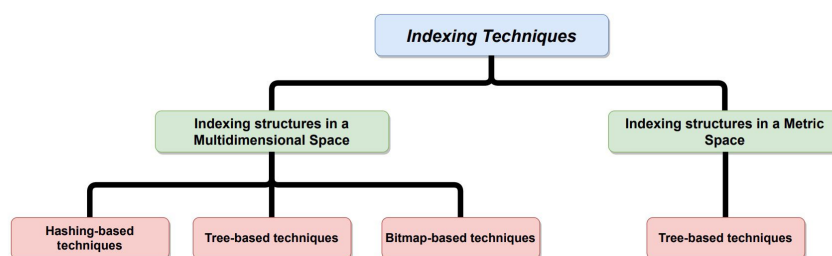 Indexing Techniques
Indexing structures in a
Multidimensional Space
Indexing structures in a Metric
Space
Hashing-based
techniques
Tree-based techniques
Bitmap-based techniques
Tree-based techniques